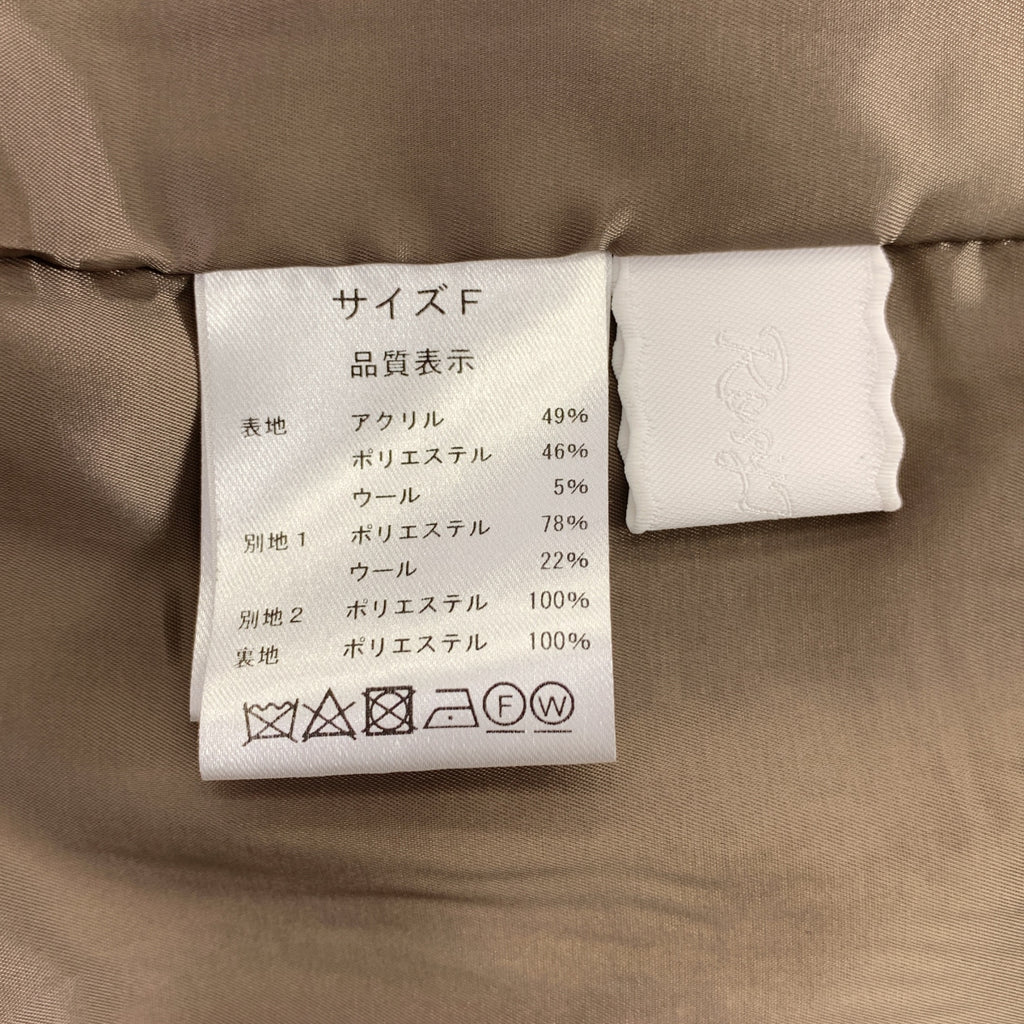 サイズF
品質表示
表地 アクリル 49%
ポリエステル 46%
ウール 5%
別地1 ポリエステル 78%
ウール 22%
別地2 ポリエステル 100%
裏地 ポリエステル 100%
F W